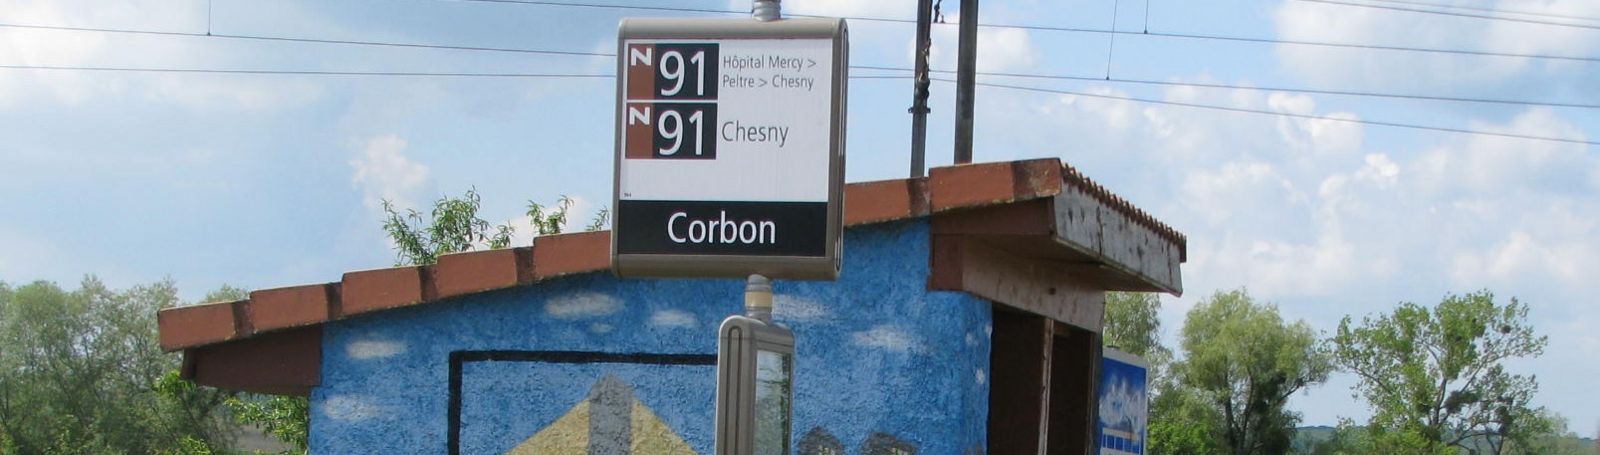 N 91 Hôpital Mercy >
Peltre > Chesny
N 91 Chesny
Corbon